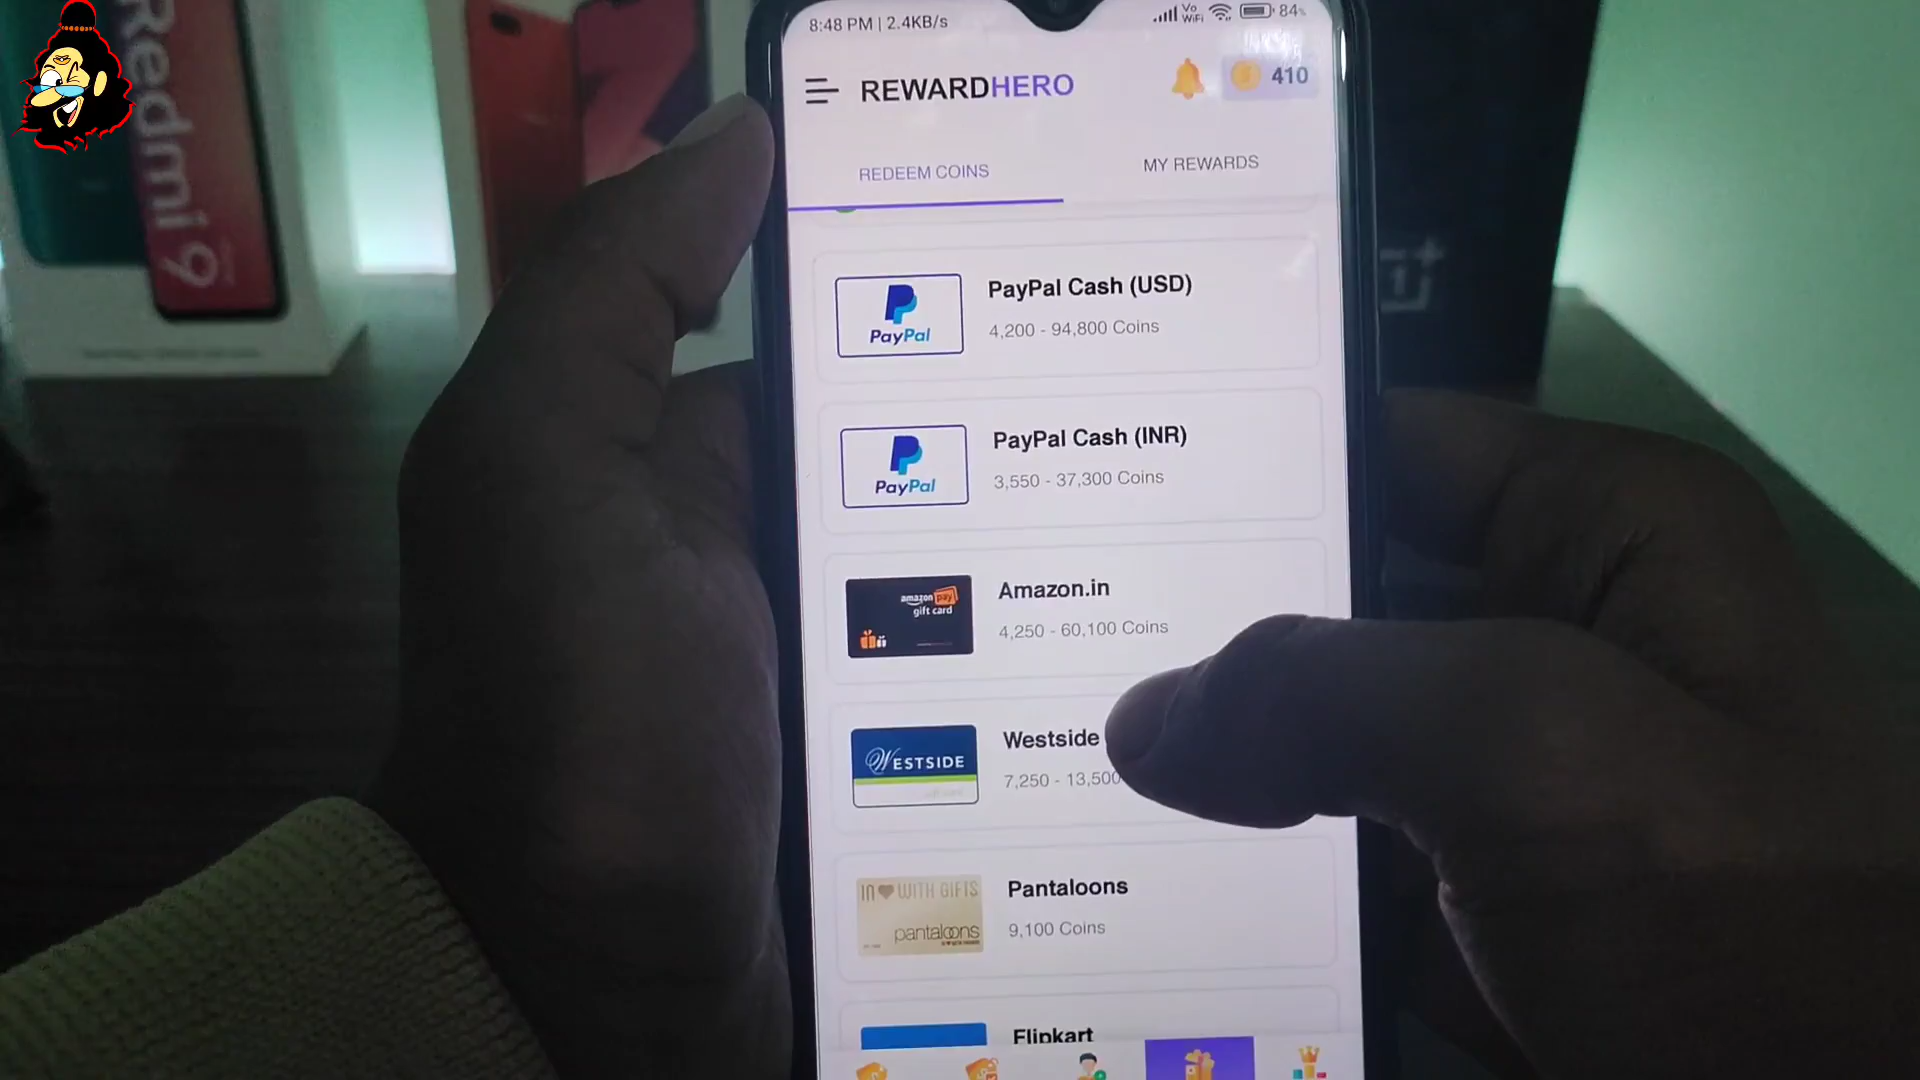 Redmi 9
8:48 PM | 2.4KB/s
Vo
WiFi
84%
REWARDHERO
410
REDEEM COINS
MY REWARDS
PayPal
PayPal Cash (USD)
4,200 - 94,800 Coins
PayPal
PayPal Cash (INR)
3,550 - 37,300 Coins
amazon pay
gift card
Amazon.in
4,250 - 60,100 Coins
WESTSIDE
Westside
7,250 - 13,500
IN WITH GIFTS
pantaloons
Pantaloons
9,100 Coins
Flipkart